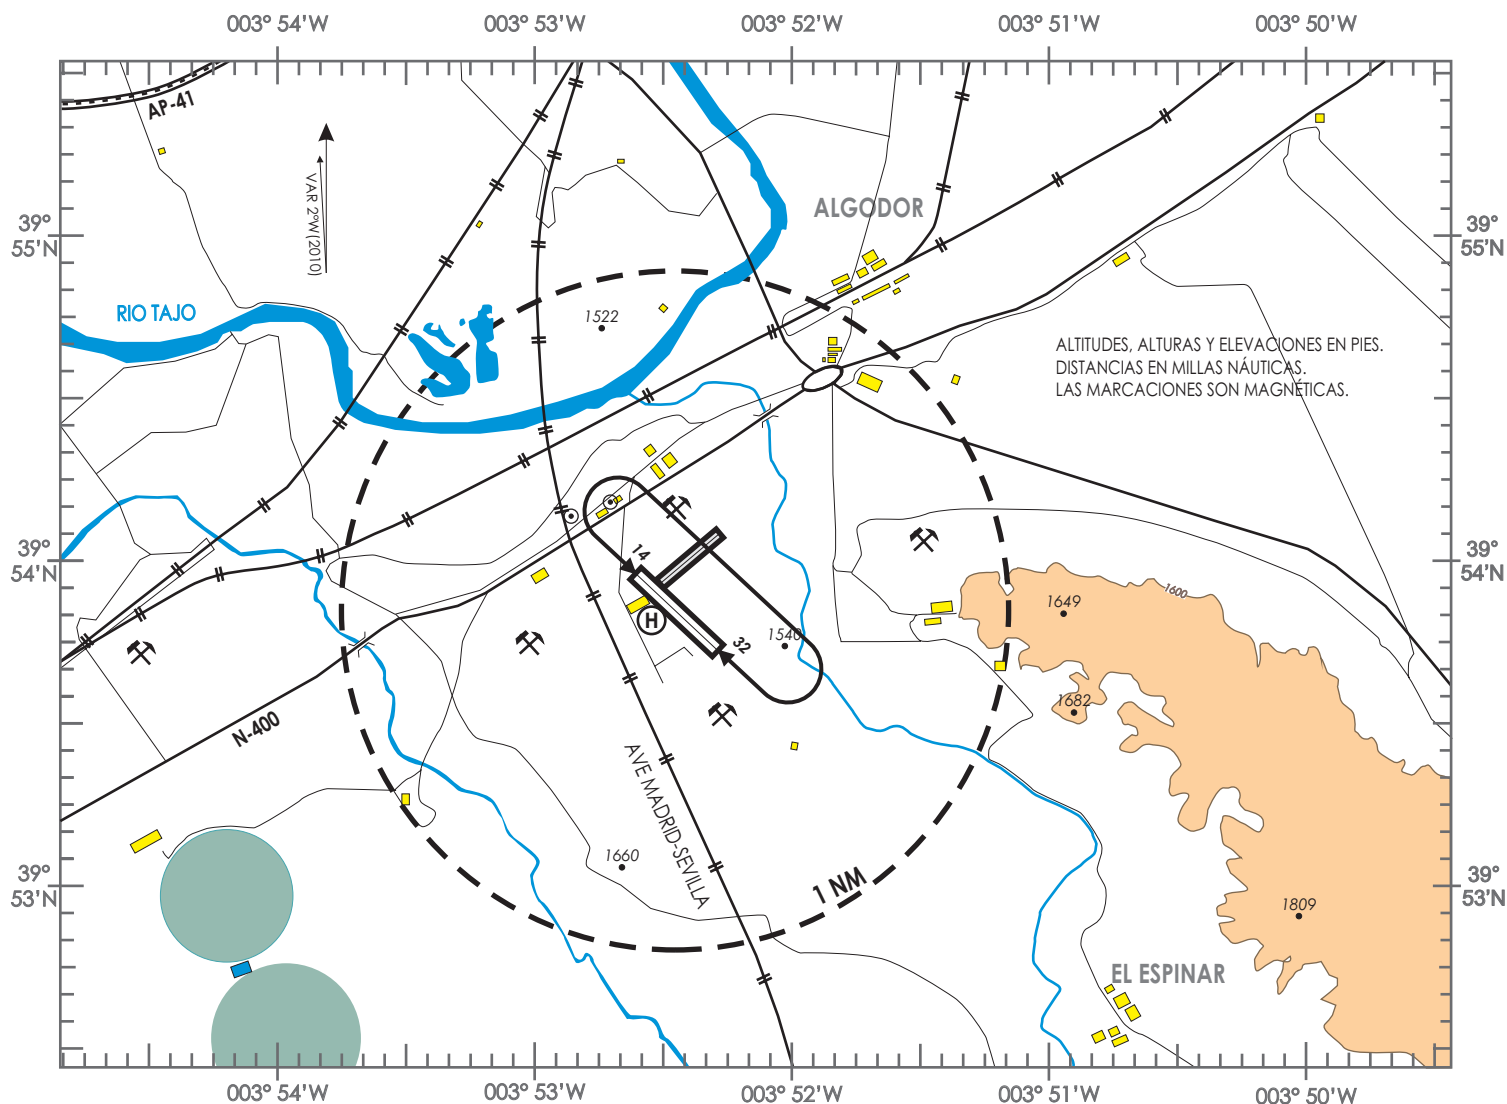 003° 54'W
003° 53'W
003° 52'W
003° 51'W
003° 50'W
AP-41
VAR 2°W(2010)
ALGODOR
39°
55'N
39°
55'N
RIO TAJO
1522
ALTITUDES, ALTURAS Y ELEVACIONES EN PIES.
DISTANCIAS EN MILLAS NÁUTICAS.
LAS MARCACIONES SON MAGNÉTICAS.
39°
54'N
14
39°
54'N
1600
1649
H
32
1540
1682
N-400
AVE MADRID-SEVILLA
1660
1 NM
39°
53'N
39°
53'N
1809
EL ESPINAR
003° 54'W
003° 53'W
003° 52'W
003° 51'W
003° 50'W